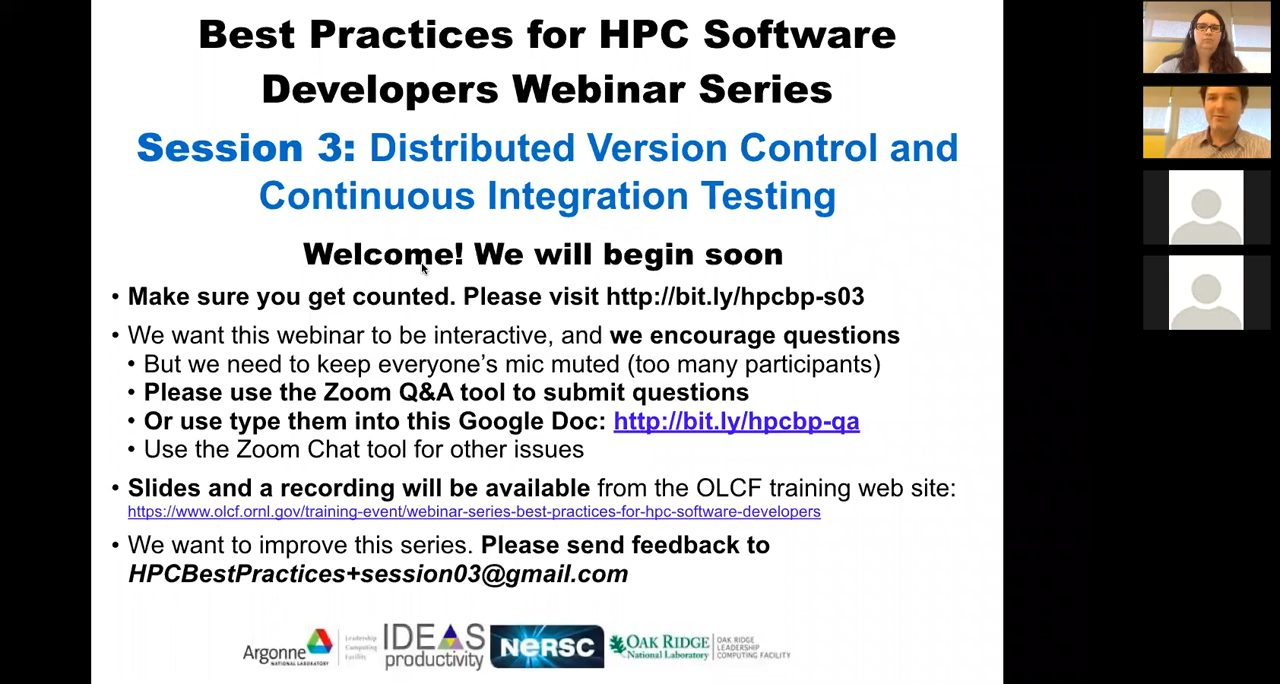 Best Practices for HPC Software
Developers Webinar Series
Session 3: Distributed Version Control and
Continuous Integration Testing
Welcome! We will begin soon
• Make sure you get counted. Please visit http://bit.ly/hpcbp-s03
• We want this webinar to be interactive, and we encourage questions
• But we need to keep everyone's mic muted (too many participants)
• Please use the Zoom Q&A tool to submit questions
• Or use type them into this Google Doc: http://bit.ly/hpcbp-qa
• Use the Zoom Chat tool for other issues
• Slides and a recording will be available from the OLCF training web site:
https://www.olcf.ornl.gov/training-event/webinar-series-best-practices-for-hpc-software-developers
• We want to improve this series. Please send feedback to
HPCBestPractices+session03@gmail.com
Argonne
NATIONAL LABORATORY
Leadership
Computing
Facility
IDEAS
productivity
NERSC
OAK RIDGE
National Laboratory
OAK RIDGE
LEADERSHIP
COMPUTING FACILITY